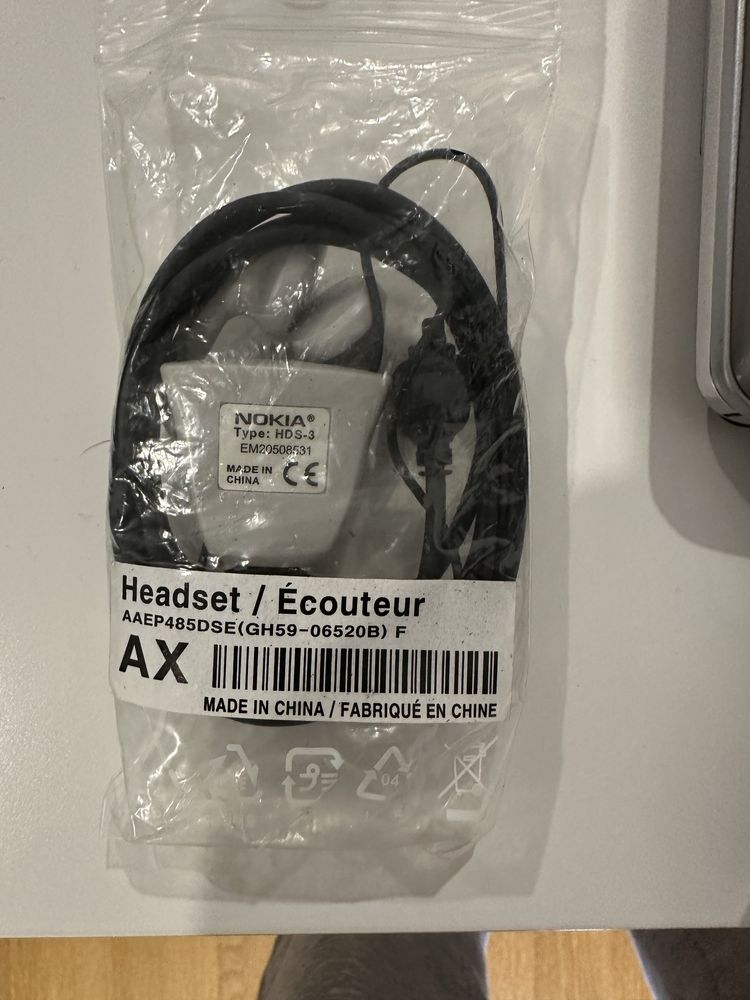 NOKIA®
Type: HDS-3
EM20508531
MADE IN
CHINA CE
Headset / Écouteur
AAEP485DSE(GH59-06520B) F
AX
MADE IN CHINA / FABRIQUÉ EN CHINE
04